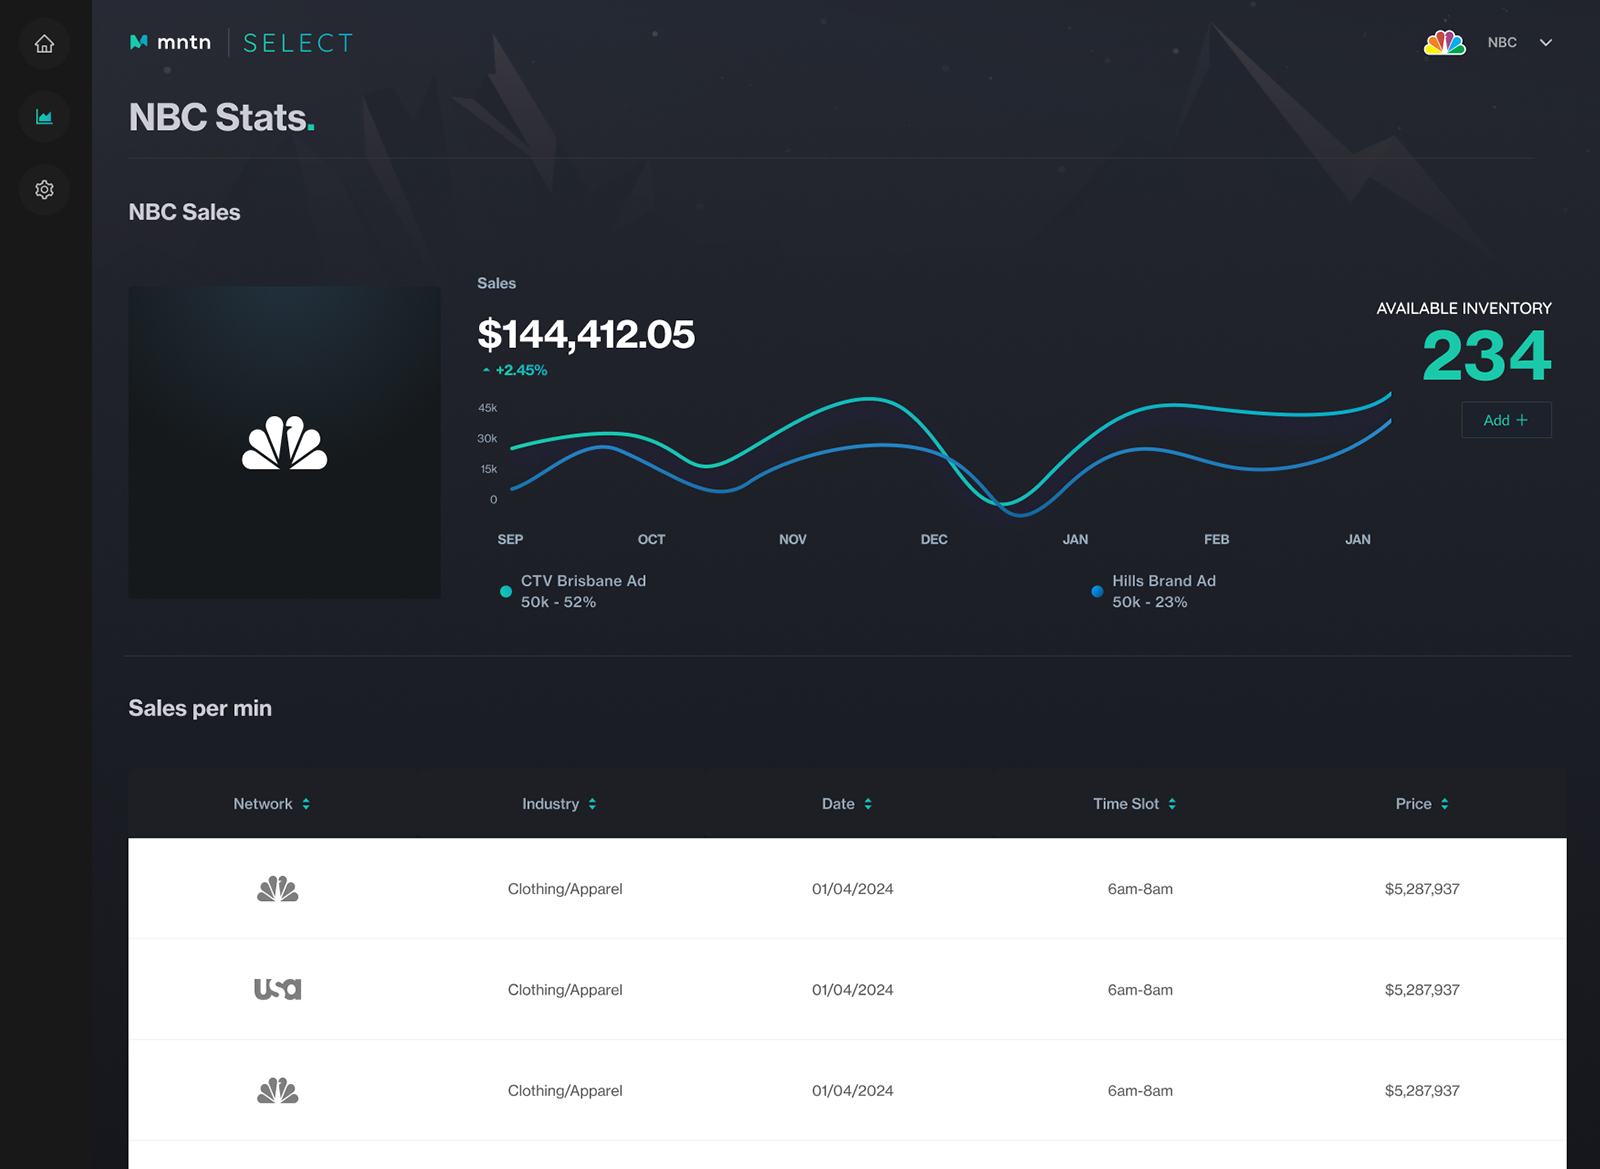 mntn SELECT
NBC
NBC Stats.
NBC Sales
Sales
$144,412.05
+2.45%
AVAILABLE INVENTORY
234
Add +
45k
30k
15k
0
SEP OCT NOV DEC JAN FEB JAN
CTV Brisbane Ad
50k - 52%
Hills Brand Ad
50k - 23%
Sales per min
Network Industry Date Time Slot Price
Clothing/Apparel 01/04/2024 6am-8am $5,287,937
usa Clothing/Apparel 01/04/2024 6am-8am $5,287,937
Clothing/Apparel 01/04/2024 6am-8am $5,287,937